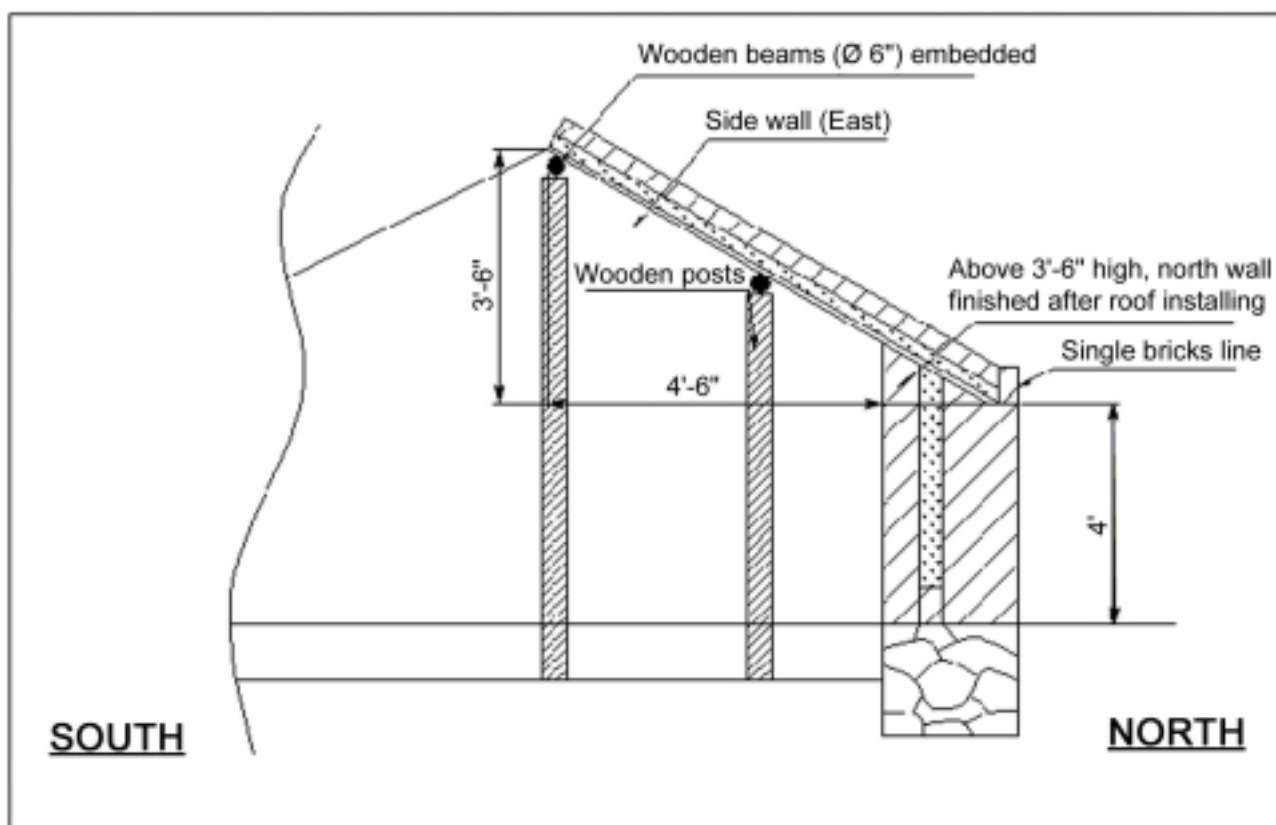 Wooden beams (Ø 6") embedded
Side wall (East)
Wooden posts
Above 3'-6" high, north wall
finished after roof installing
Single bricks line
3'-6"
4'-6"
4'
SOUTH
NORTH